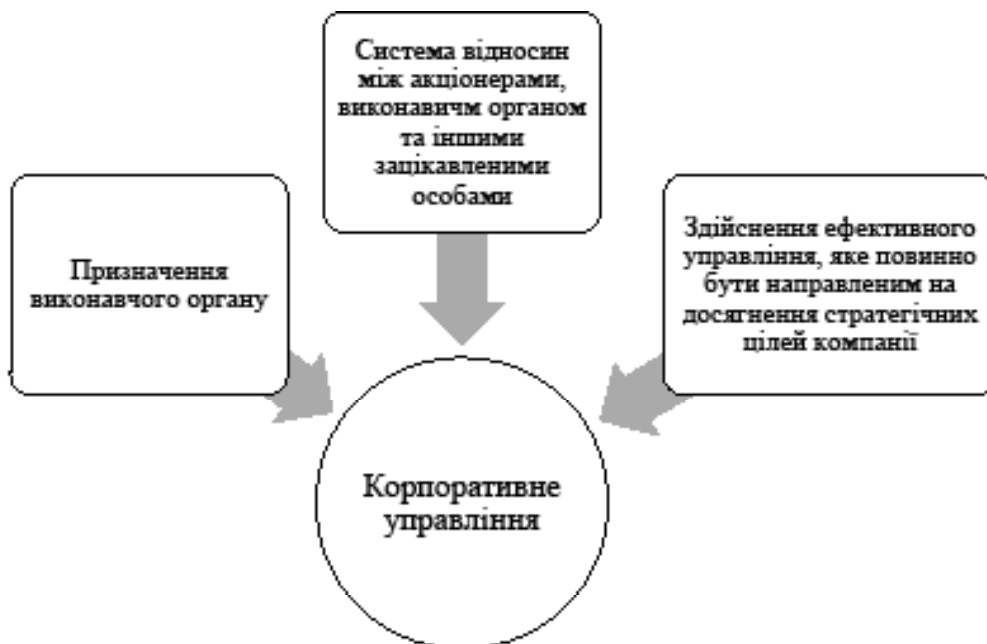 Система відносин
між акціонерами,
виконавичм органом
та іншими
зацікавленими
особами
Призначення
виконавчого органу
Здійснення ефективного
управління, яке повинно
бути направленим на
досягнення стратегічних
цілей компанії
Корпоративне
управління